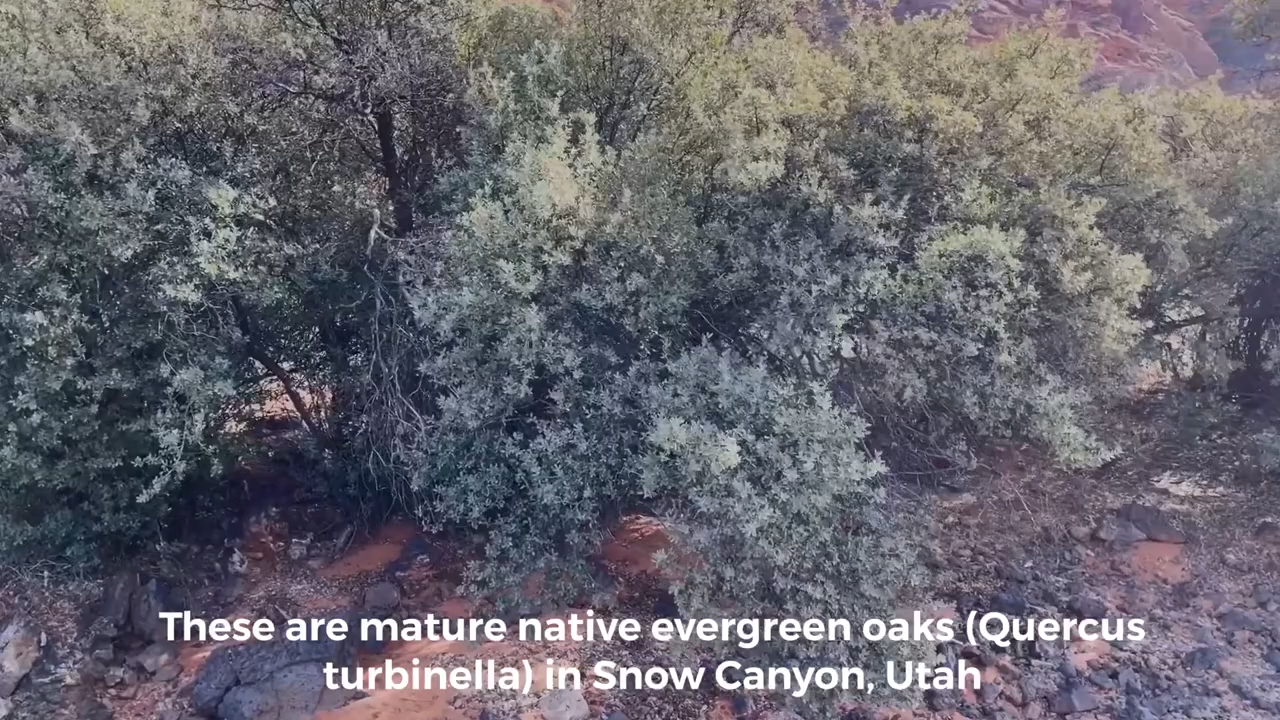 These are mature native evergreen oaks (Quercus
turbinella) in Snow Canyon, Utah